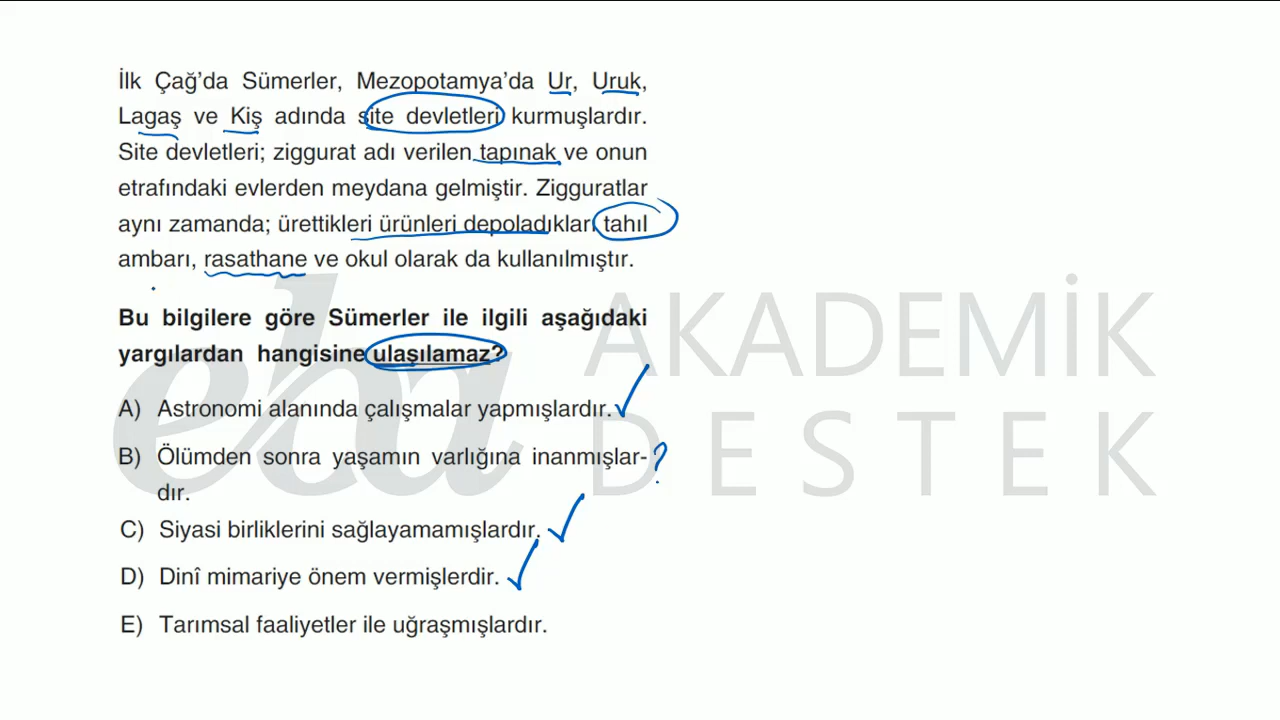 İlk Çağ’da Sümerler, Mezopotamya’da Ur, Uruk,
Lagaş ve Kiş adında site devletleri kurmuşlardır.
Site devletleri; ziggurat adı verilen tapınak ve onun
etrafındaki evlerden meydana gelmiştir. Zigguratlar
aynı zamanda; ürettikleri ürünleri depoladıkları tahıl
ambarı, rasathane ve okul olarak da kullanılmıştır.
Bu bilgilere göre Sümerler ile ilgili aşağıdaki
yargılardan hangisine ulaşılamaz?
A) Astronomi alanında çalışmalar yapmışlardır.
B) Ölümden sonra yaşamın varlığına inanmışlar- ?
dır.
C) Siyasi birliklerini sağlayamamışlardır.
D) Dinî mimariye önem vermişlerdir.
E) Tarımsal faaliyetler ile uğraşmışlardır.
eba
AKADEMİK
DESTEK